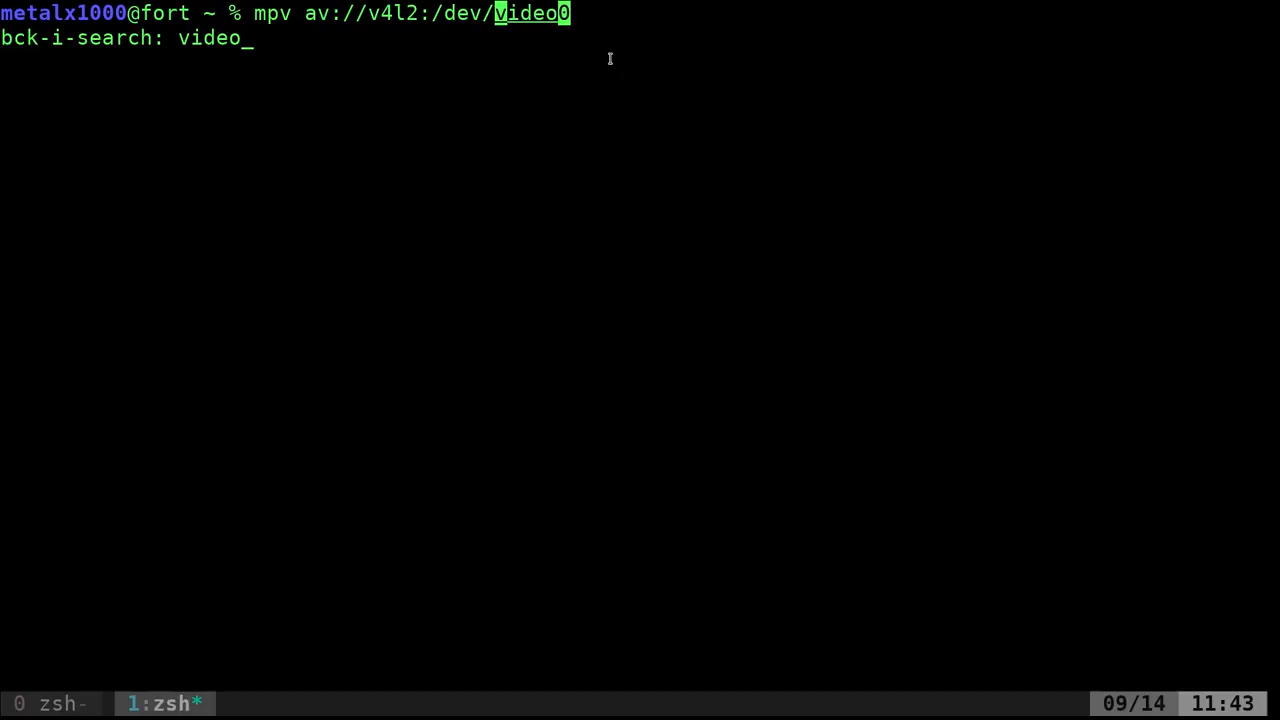 metalx1000@fort ~ % mpv av://v4l2:/dev/video0
bck-i-search: video_
0 zsh- 1:zsh* 09/14 11:43